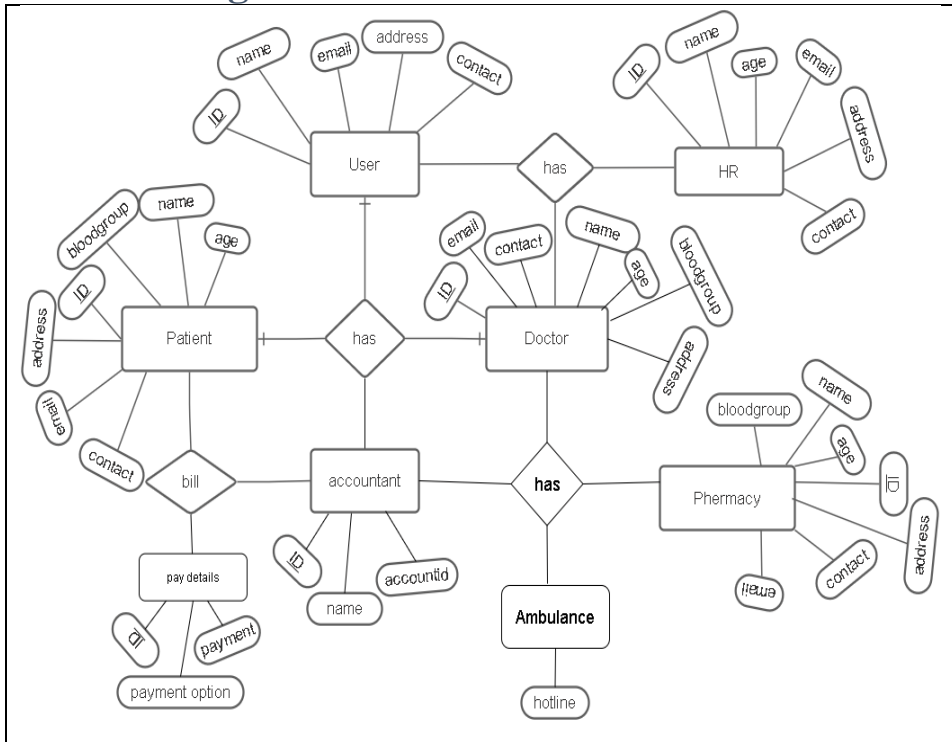 name
email
address
contact
ID
User
has
name
ID
age
email
address
contact
HR
bloodgroup
name
age
ID
address
email
contact
Patient
has
email
contact
name
age
bloodgroup
ID
address
Doctor
bill
accountant
ID
name
accountid
has
bloodgroup
name
age
ID
address
contact
email
Phermacy
pay details
ID
payment
payment option
Ambulance
hotline